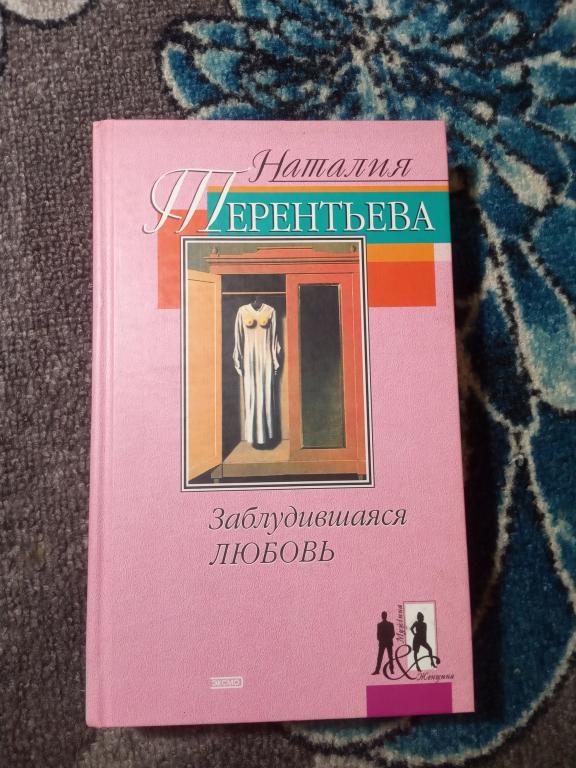 Наталия
ТЕРЕНТЬЕВА
Заблудившаяся
ЛЮБОВЬ
Мужчина
&
Женщина
ЭКСМО